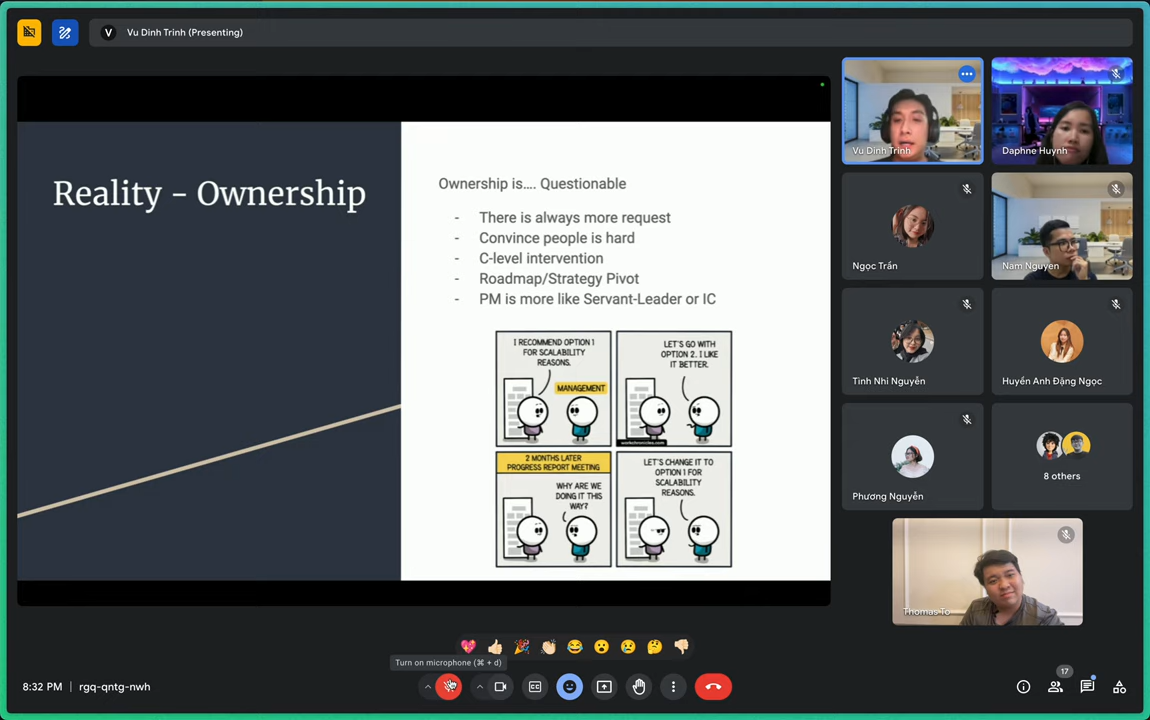 V Vu Dinh Trinh (Presenting)
Reality - Ownership
Ownership is.... Questionable
- There is always more request
- Convince people is hard
- C-level intervention
- Roadmap/Strategy Pivot
- PM is more like Servant-Leader or IC
I RECOMMEND OPTION 1
FOR SCALABILITY
REASONS.
MANAGEMENT
LET'S GO WITH
OPTION 2. I LIKE
IT BETTER.
workchronicles.com
2 MONTHS LATER
PROGRESS REPORT MEETING
WHY ARE WE
DOING IT THIS
WAY?
LET'S CHANGE IT TO
OPTION 1 FOR
SCALABILITY
REASONS.
Vu Dinh Trinh
Daphne Huynh
Ngọc Trần
Nam Nguyen
Tinh Nhi Nguyễn
Huyền Anh Đặng Ngọc
Phương Nguyễn
8 others
Thomas To
Turn on microphone (⌘ + d)
8:32 PM | rgq-qntg-nwh
17